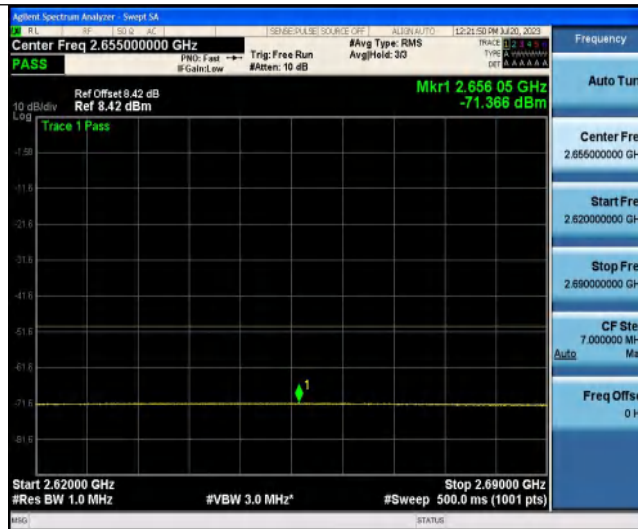 Agilent Spectrum Analyzer - Swept SA
RL RF 50 Ω AC SENSE:PULSE SOURCE OFF ALIGN AUTO 12:21:50 PM Jul 20, 2023
Center Freq 2.655000000 GHz
#Avg Type: RMS
TRACE 1 2 3 4 5 6
PASS
PNO: Fast
Trig: Free Run
Avg|Hold: 3/3
TYPE A
IFGain:Low
#Atten: 10 dB
DET A A A A A A
Mkr1 2.656 05 GHz
-71.366 dBm
Ref Offset 8.42 dB
10 dB/div Ref 8.42 dBm
Log
Trace 1 Pass
-1.58
-11.6
-21.6
-31.6
-41.6
-51.6
-61.6
-71.6
-81.6
1
Start 2.62000 GHz
Stop 2.69000 GHz
#Res BW 1.0 MHz
#VBW 3.0 MHz*
#Sweep 500.0 ms (1001 pts)
MSG
STATUS
Frequency
Auto Tun
Center Fre
2.655000000 GH
Start Fre
2.620000000 GH
Stop Fre
2.690000000 GH
CF Ste
7.000000 MH
Auto Ma
Freq Offse
0 H